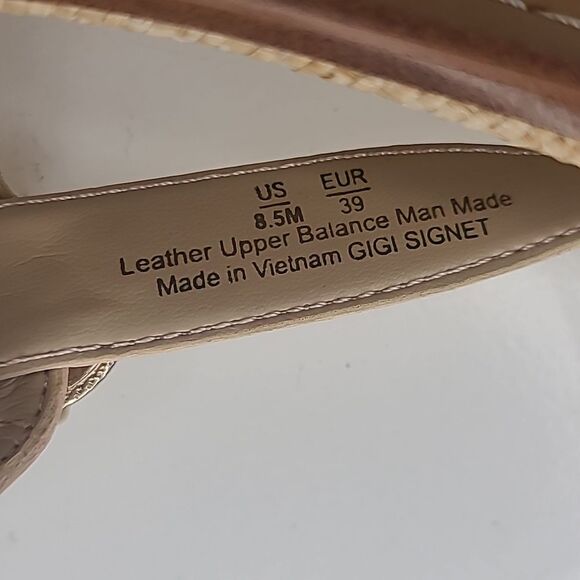 US EUR
8.5M 39
Leather Upper Balance Man Made
Made in Vietnam GIGI SIGNET